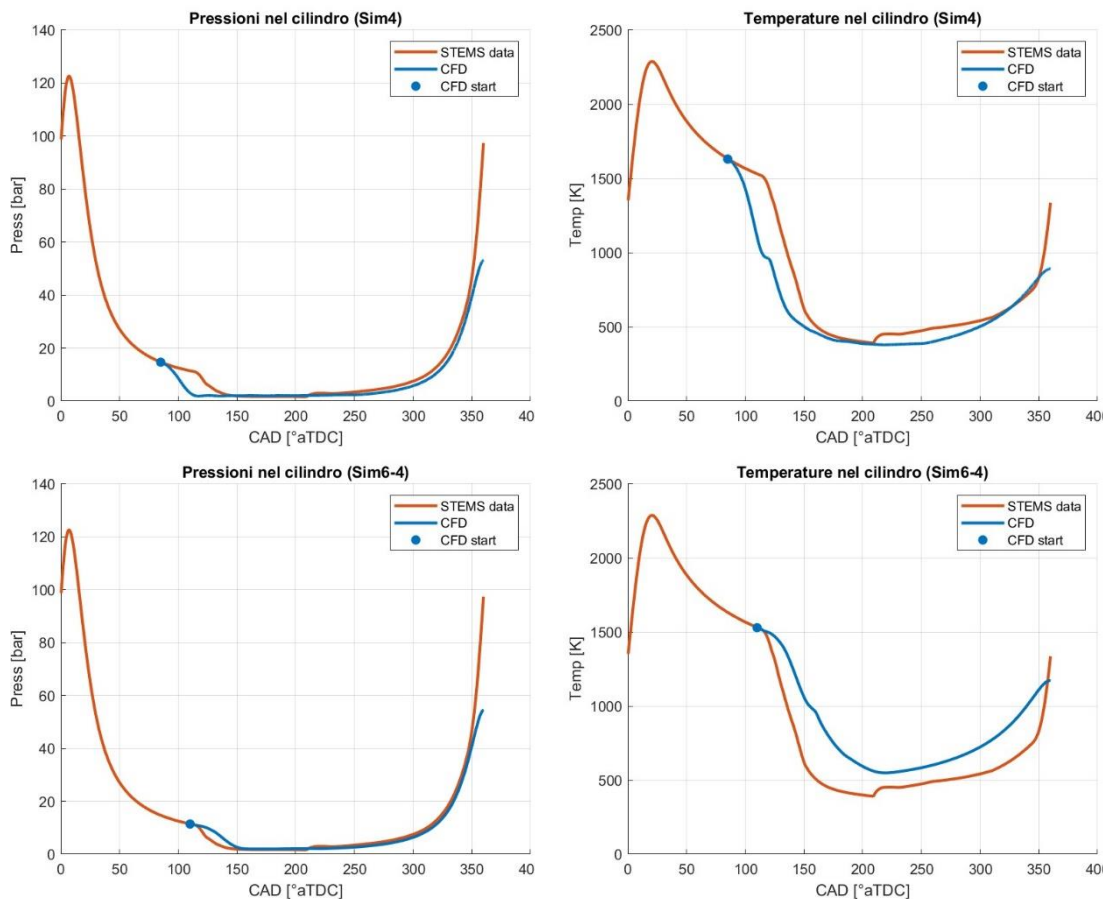 Pressioni nel cilindro (Sim4)
140
120
100
80
60
40
20
0
Press [bar]
0 50 100 150 200 250 300 350 40
CAD [°aTDC]
STEMS data
CFD
CFD start
Temperature nel cilindro (Sim4)
2500
2000
1500
1000
500
0
Temp [K]
0 50 100 150 200 250 300 350 400
CAD [°aTDC]
STEMS data
CFD
CFD start
Pressioni nel cilindro (Sim6-4)
140
120
100
80
60
40
20
0
Press [bar]
0 50 100 150 200 250 300 350 40
CAD [°aTDC]
STEMS data
CFD
CFD start
Temperature nel cilindro (Sim6-4)
2500
2000
1500
1000
500
0
Temp [K]
0 50 100 150 200 250 300 350 400
CAD [°aTDC]
STEMS data
CFD
CFD start